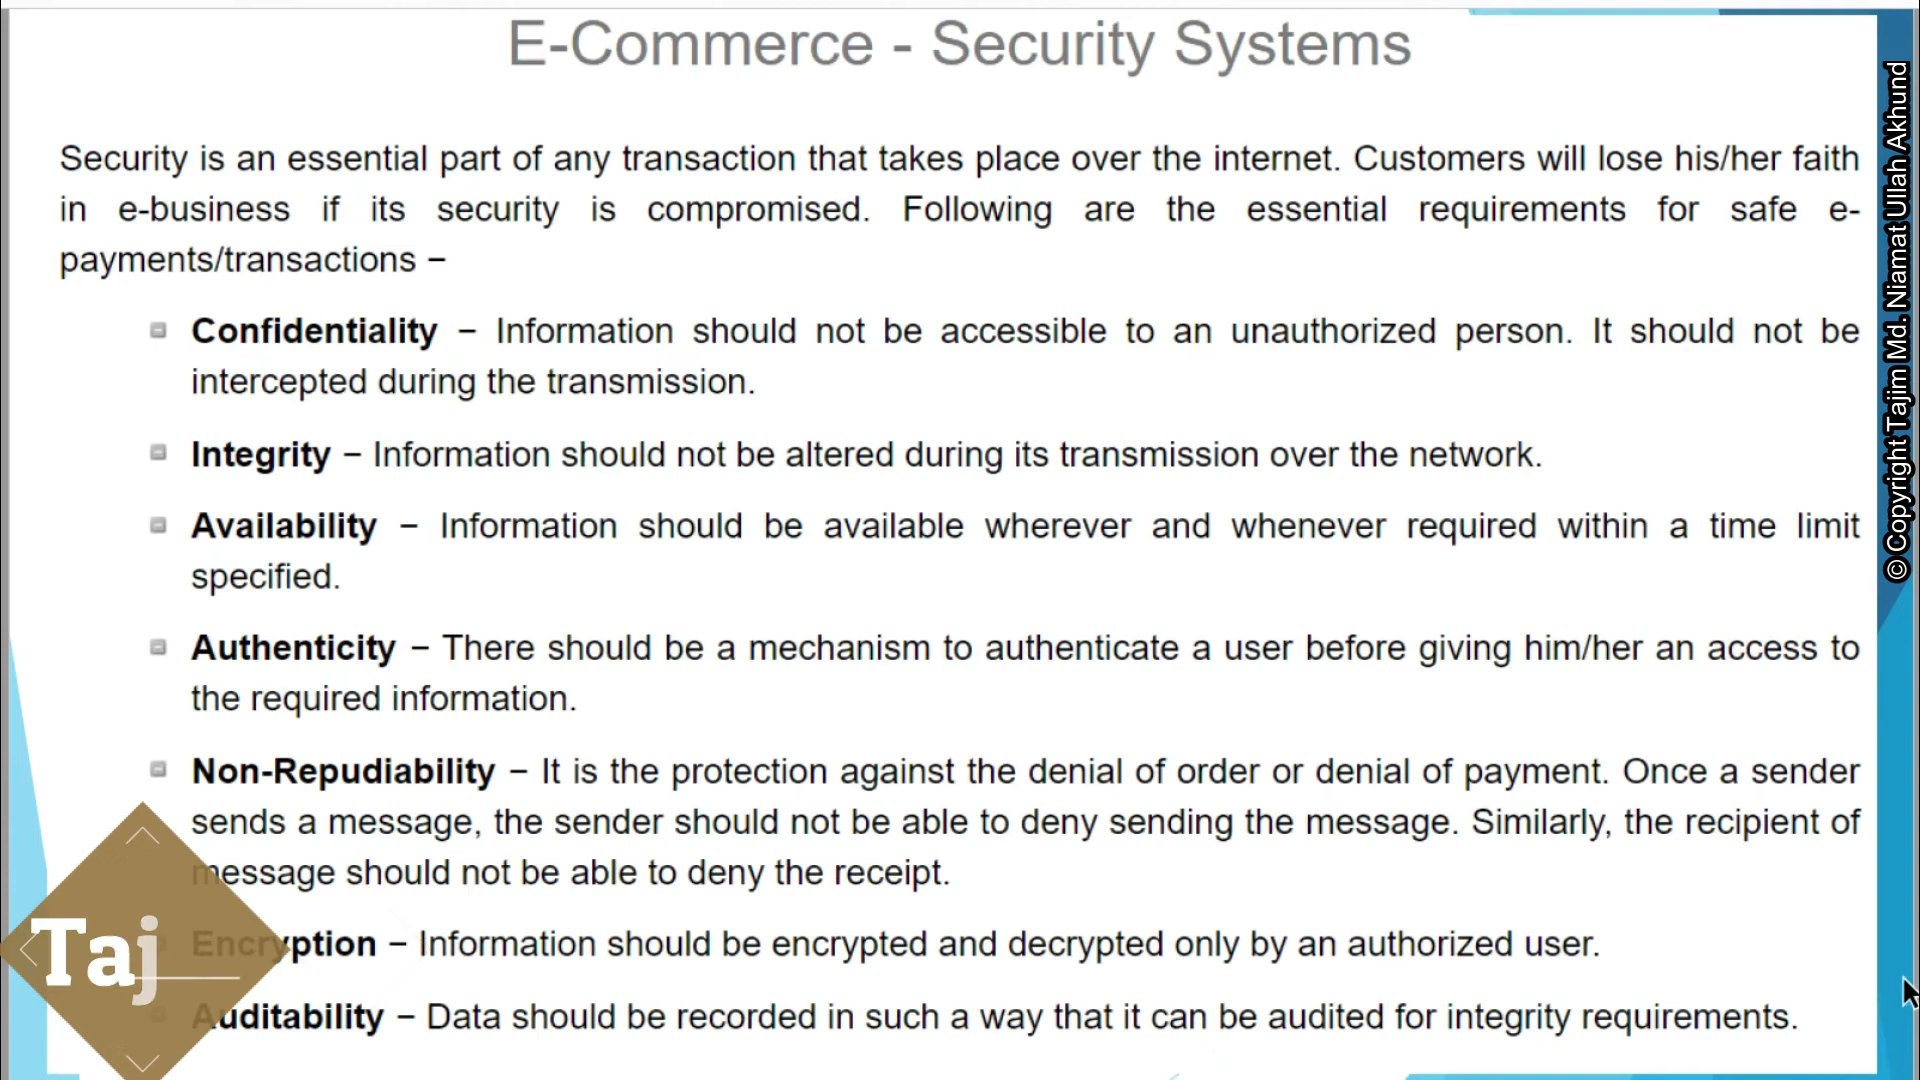 E-Commerce - Security Systems
Security is an essential part of any transaction that takes place over the internet. Customers will lose his/her faith
in e-business if its security is compromised. Following are the essential requirements for safe e-
payments/transactions −
Confidentiality − Information should not be accessible to an unauthorized person. It should not be
intercepted during the transmission.
Integrity − Information should not be altered during its transmission over the network.
Availability − Information should be available wherever and whenever required within a time limit
specified.
Authenticity − There should be a mechanism to authenticate a user before giving him/her an access to
the required information.
Non-Repudiability − It is the protection against the denial of order or denial of payment. Once a sender
sends a message, the sender should not be able to deny sending the message. Similarly, the recipient of
message should not be able to deny the receipt.
Encryption − Information should be encrypted and decrypted only by an authorized user.
Auditability − Data should be recorded in such a way that it can be audited for integrity requirements.
Taj
© Copyright Tajim Md. Niamat Ullah Akhund